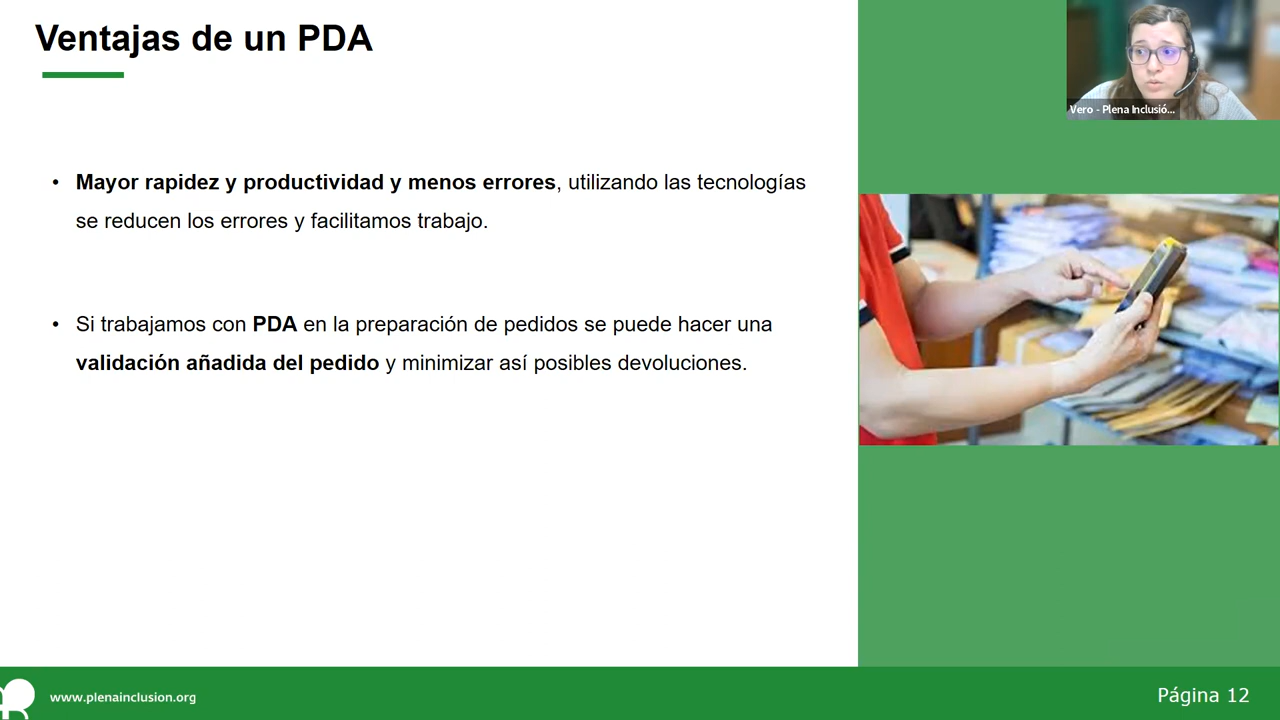 Ventajas de un PDA
Vero - Plena Inclusió...
• Mayor rapidez y productividad y menos errores, utilizando las tecnologías
se reducen los errores y facilitamos trabajo.
• Si trabajamos con PDA en la preparación de pedidos se puede hacer una
validación añadida del pedido y minimizar así posibles devoluciones.
www.plenainclusion.org
Página 12